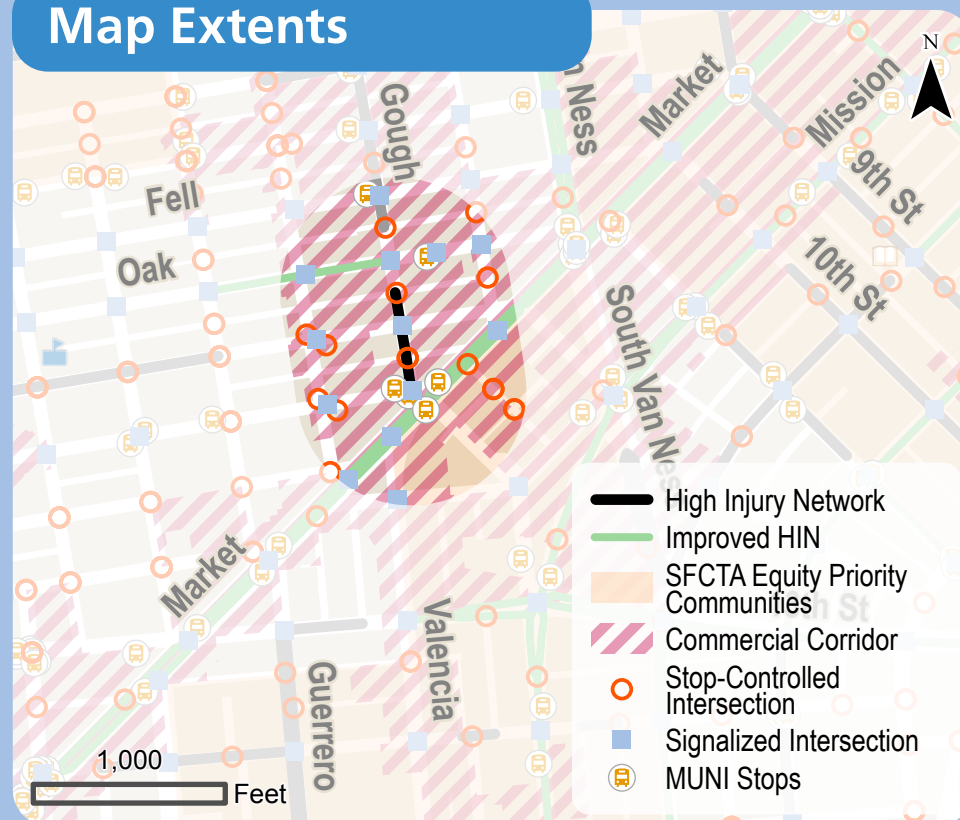 Map Extents
N
Gough
n Ness
Market
Mission
9th St
10th St
Fell
Oak
South Van Nes
Market
Valencia
Guerrero
High Injury Network
Improved HIN
SFCTA Equity Priority
Communities
Commercial Corridor
Stop-Controlled
Intersection
Signalized Intersection
MUNI Stops
1,000
Feet